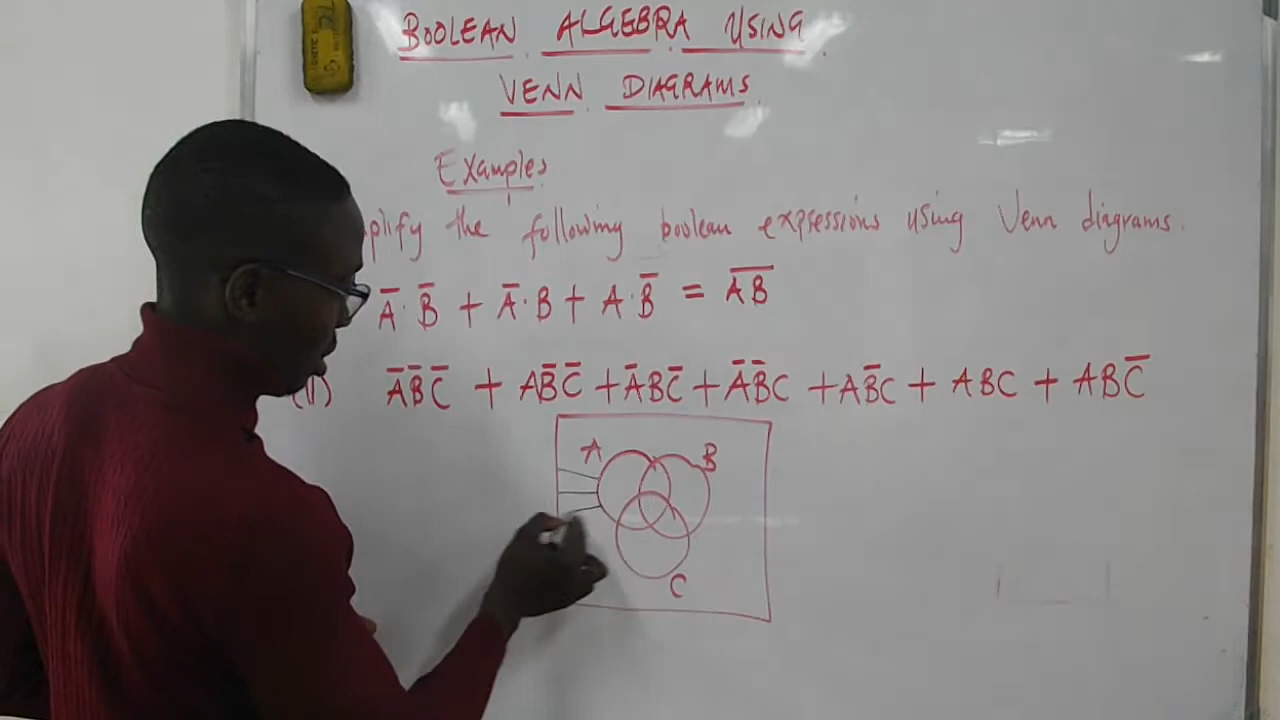 BOOLEAN ALGEBRA USING
VENN DIAGRAMS
Examples
plify the following boolean expressions using Venn diagrams.
A̅·B̅ + A̅·B + A·B̅ = A̅B̅
(II) A̅B̅C̅ + AB̅C̅ + A̅BC̅ + A̅B̅C + AB̅C + ABC + ABC̅
A B
C